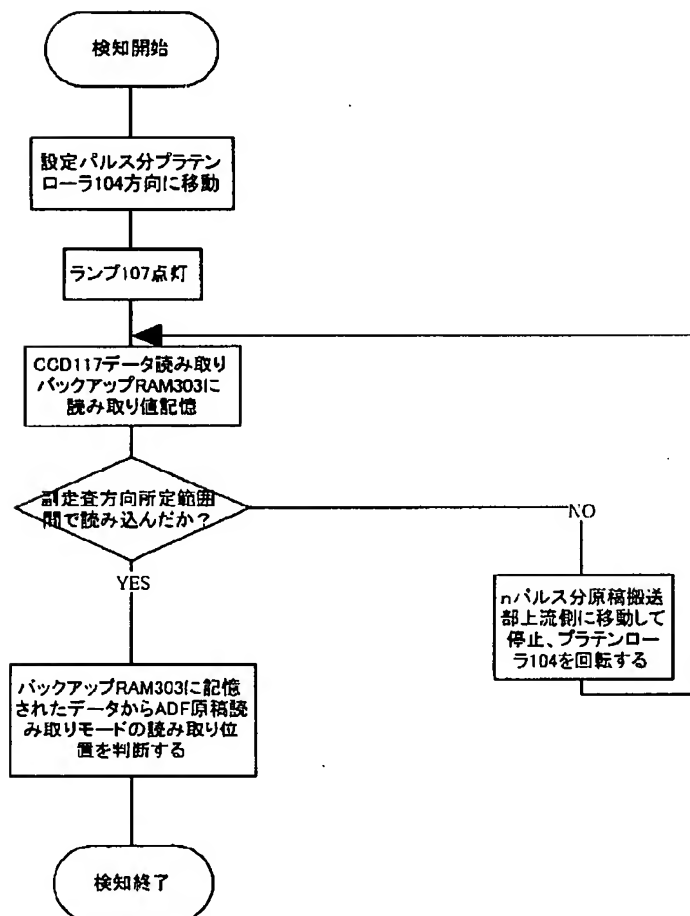 検知開始
設定パルス分プラテン
ローラ104方向に移動
ランプ107点灯
CCD117データ読み取り
バックアップRAM303に
読み取り値記憶
副走査方向所定範囲
間で読み込んだか？
NO
YES
nパルス分原稿搬送
部上流側に移動して
停止、プラテンロー
ラ104を回転する
バックアップRAM303に記憶
されたデータからADF原稿読
み取りモードの読み取り位
置を判断する
検知終了